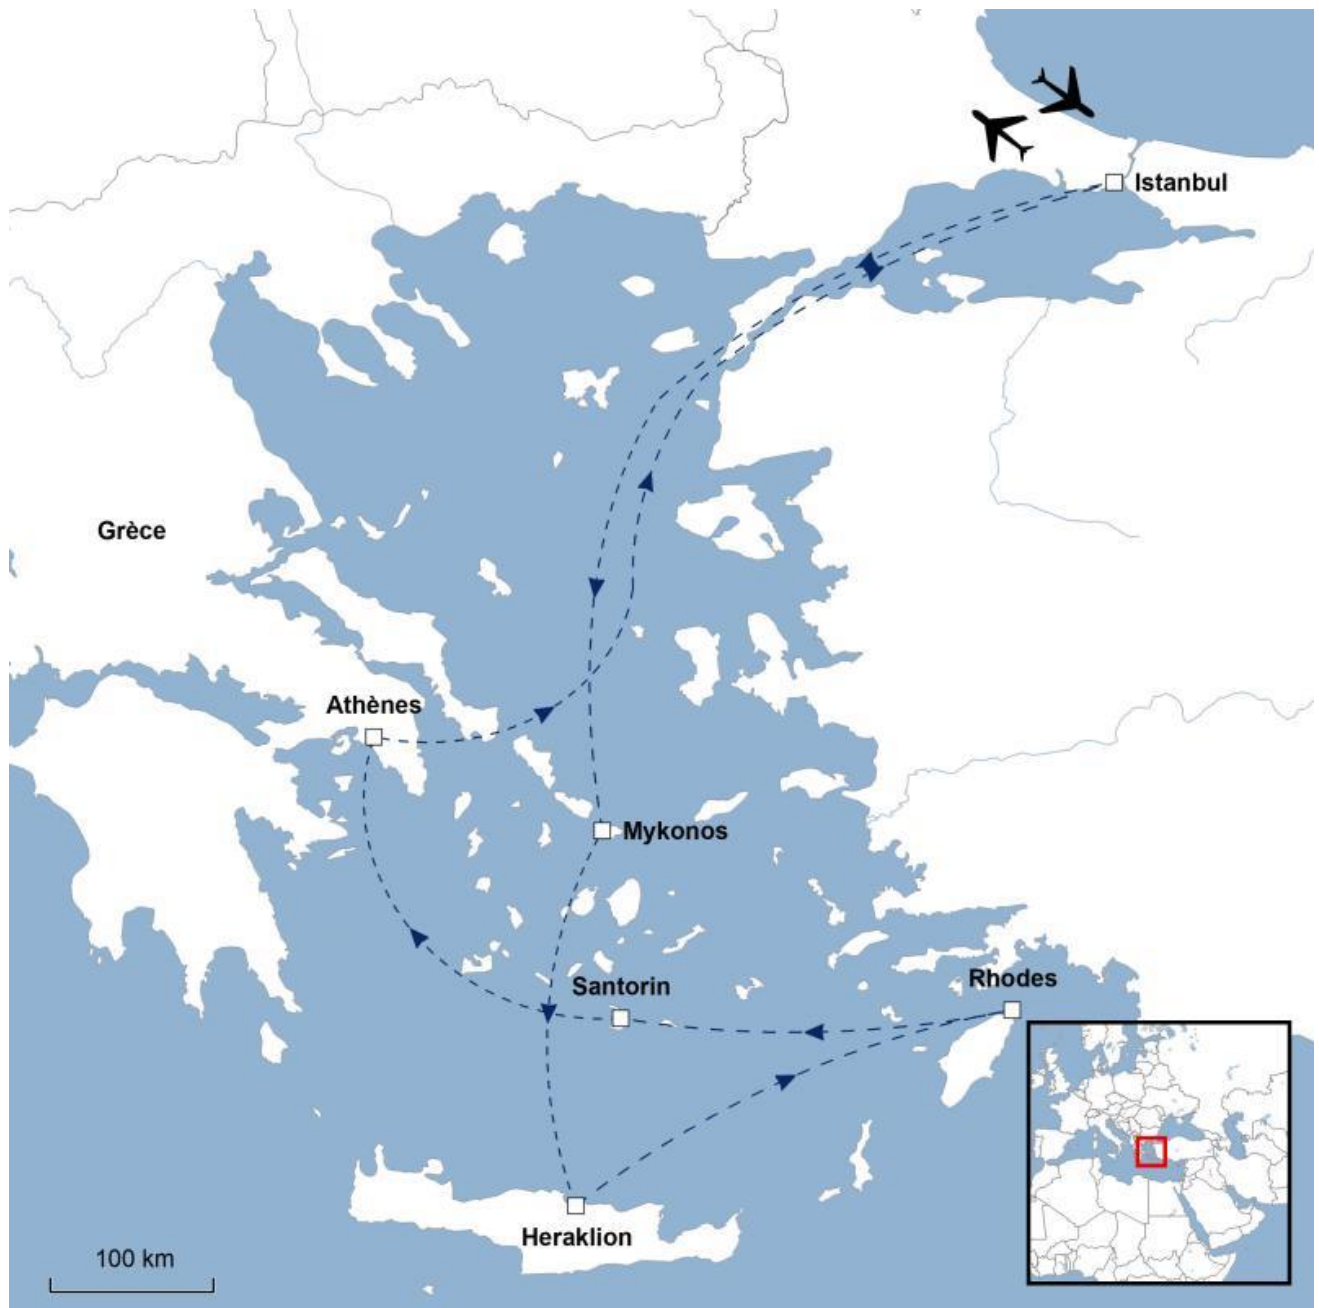 Istanbul
Grèce
Athènes
Mykonos
Santorin
Rhodes
Heraklion
100 km